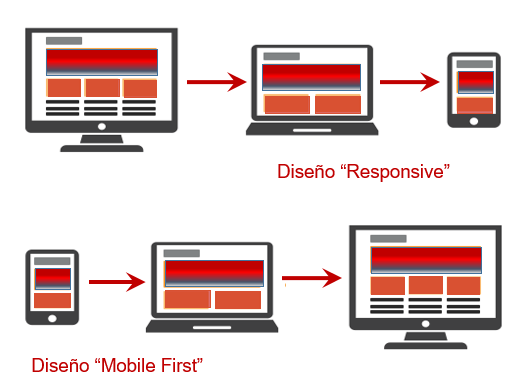 Diseño “Responsive”
Diseño “Mobile First”